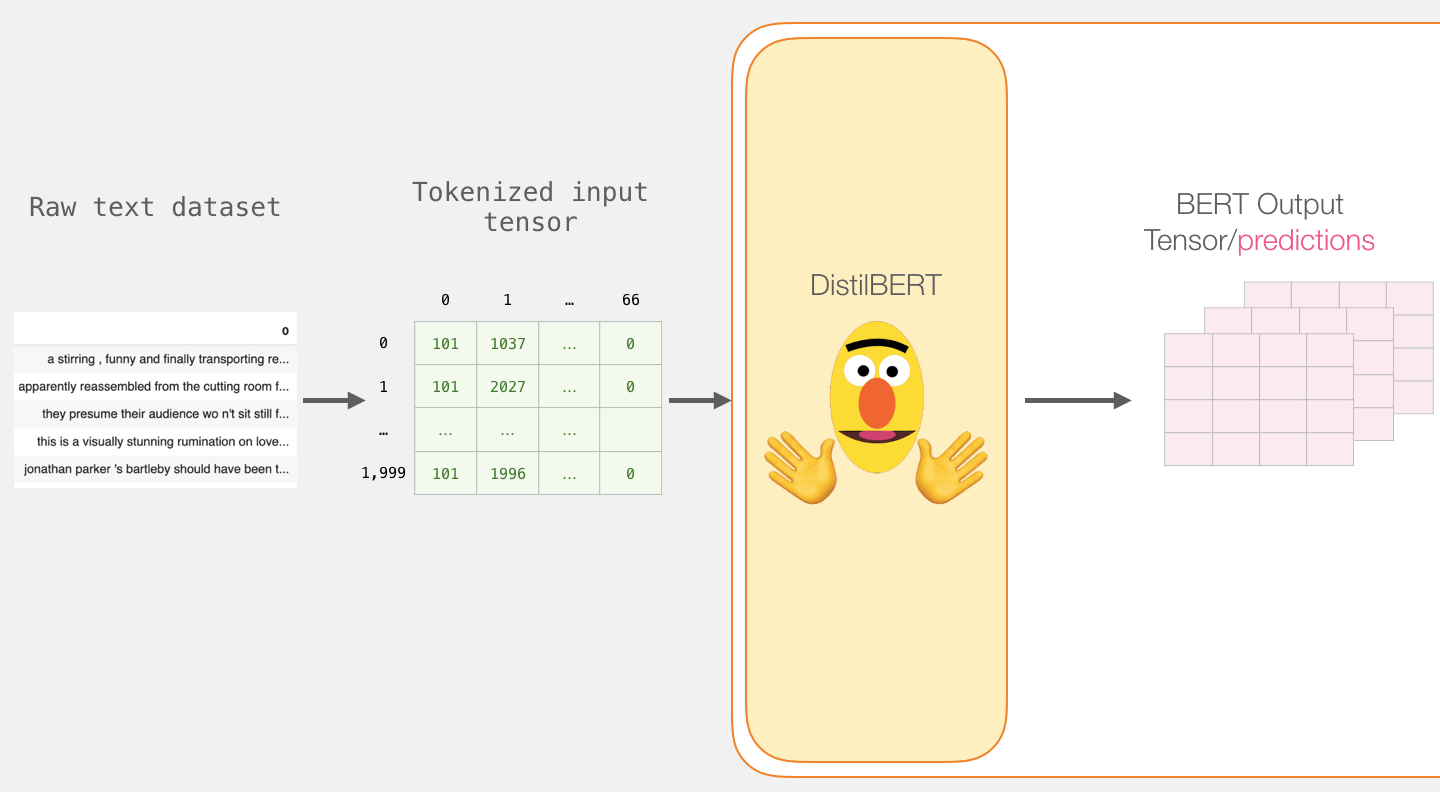 Raw text dataset
0
a stirring , funny and finally transporting re...
apparently reassembled from the cutting room f...
they presume their audience wo n't sit still f...
this is a visually stunning rumination on love...
jonathan parker 's bartleby should have been t...
Tokenized input
tensor
0 1 … 66
0 101 1037 … 0
1 101 2027 … 0
… … … …
1,999 101 1996 … 0
DistilBERT
BERT Output
Tensor/predictions